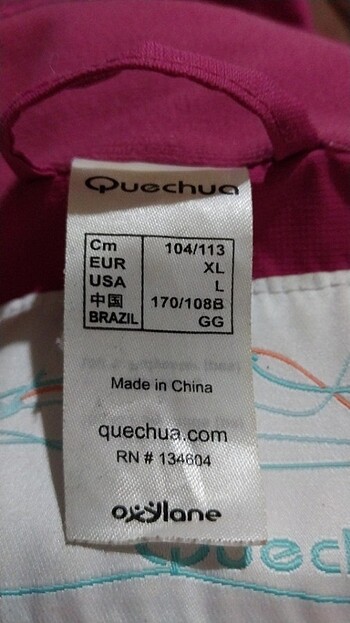 Quechua
Cm 104/113
EUR XL
USA L
中国 170/108B
BRAZIL GG
Made in China
quechua.com
RN # 134604
oxylane
Quech